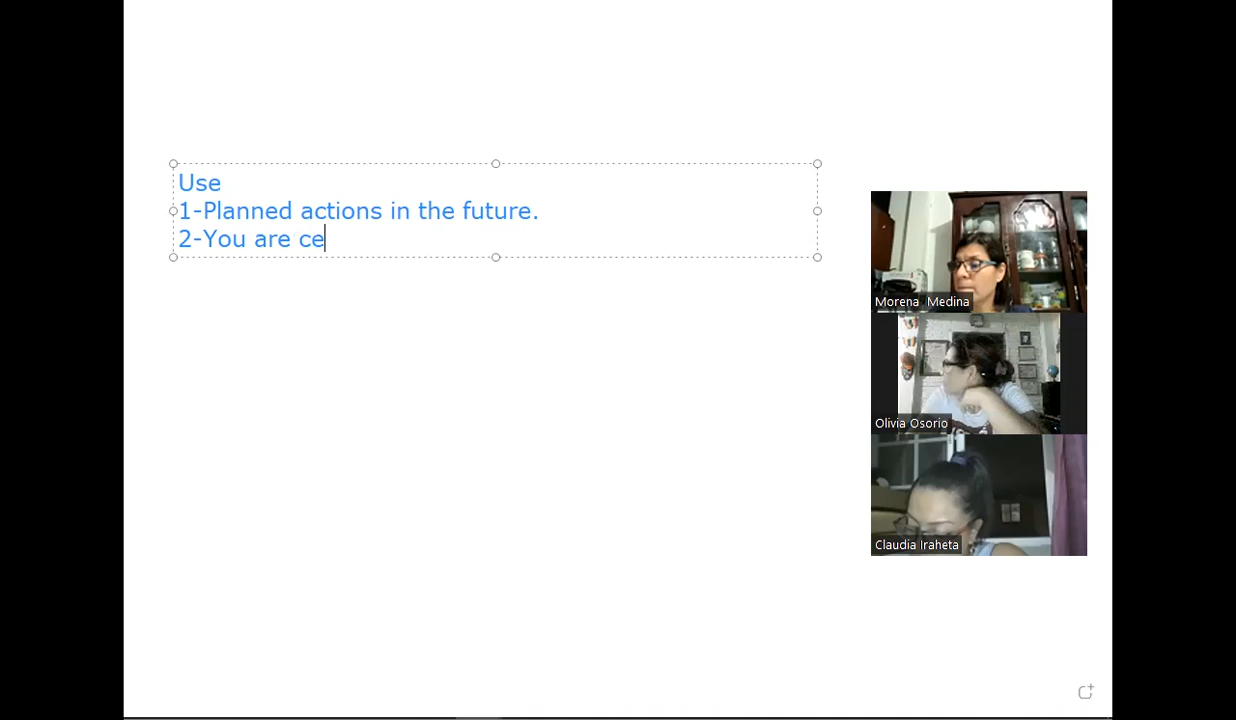 Use
1-Planned actions in the future.
2-You are ce
Morena Medina
Olivia Osorio
Claudia Iraheta